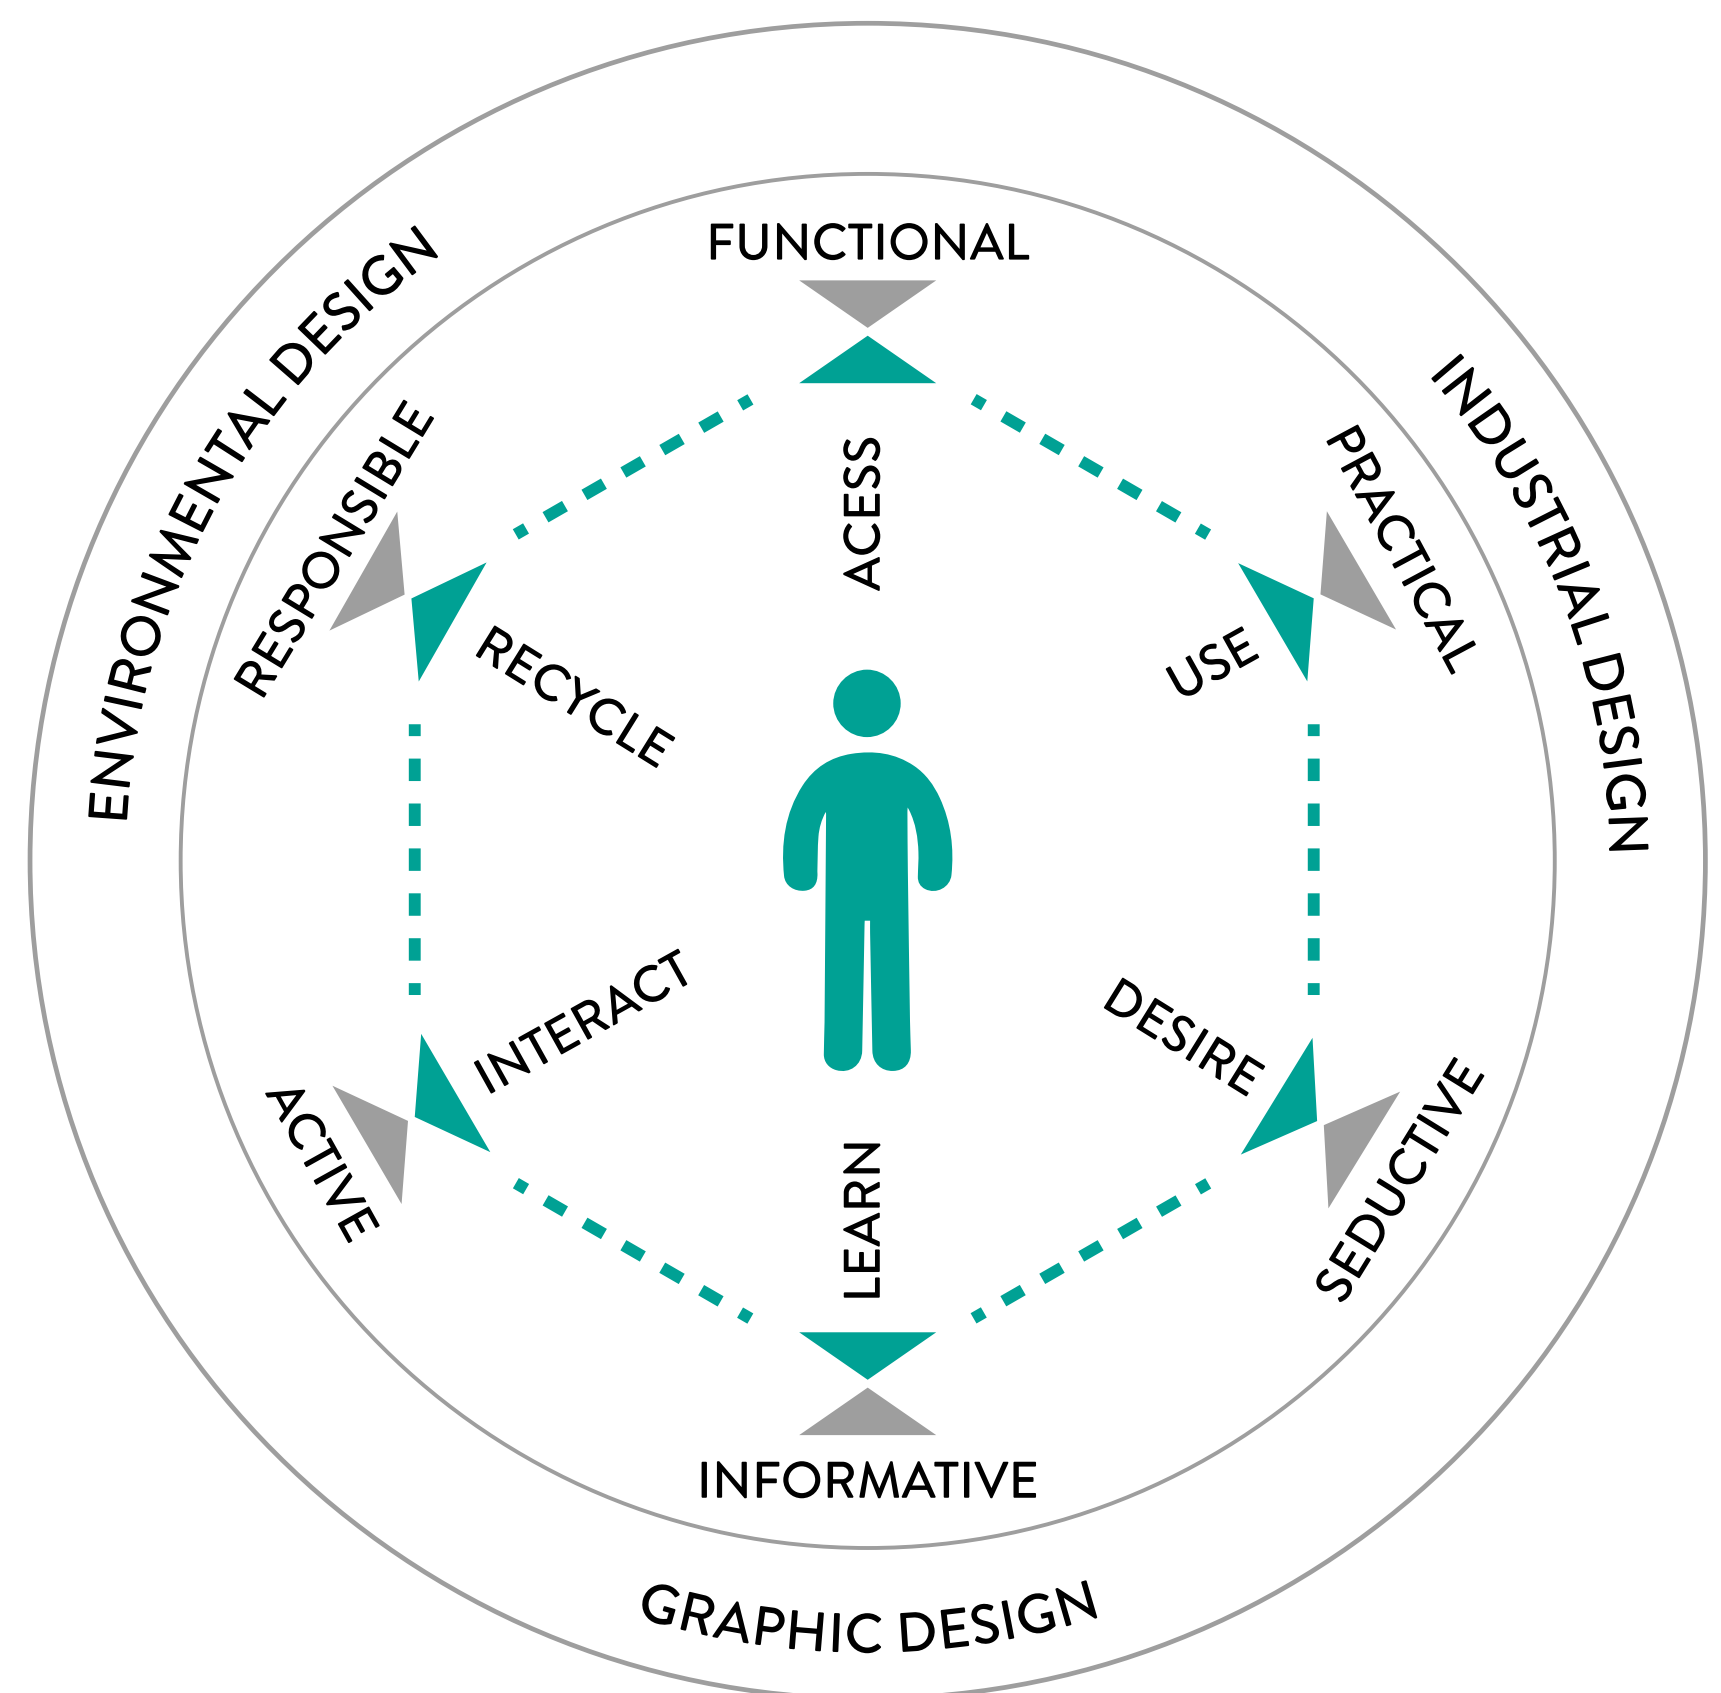 ENVIRONMENTAL DESIGN
INDUSTRIAL DESIGN
GRAPHIC DESIGN
FUNCTIONAL
PRACTICAL
SEDUCTIVE
INFORMATIVE
ACTIVE
RESPONSIBLE
ACESS
USE
DESIRE
LEARN
INTERACT
RECYCLE